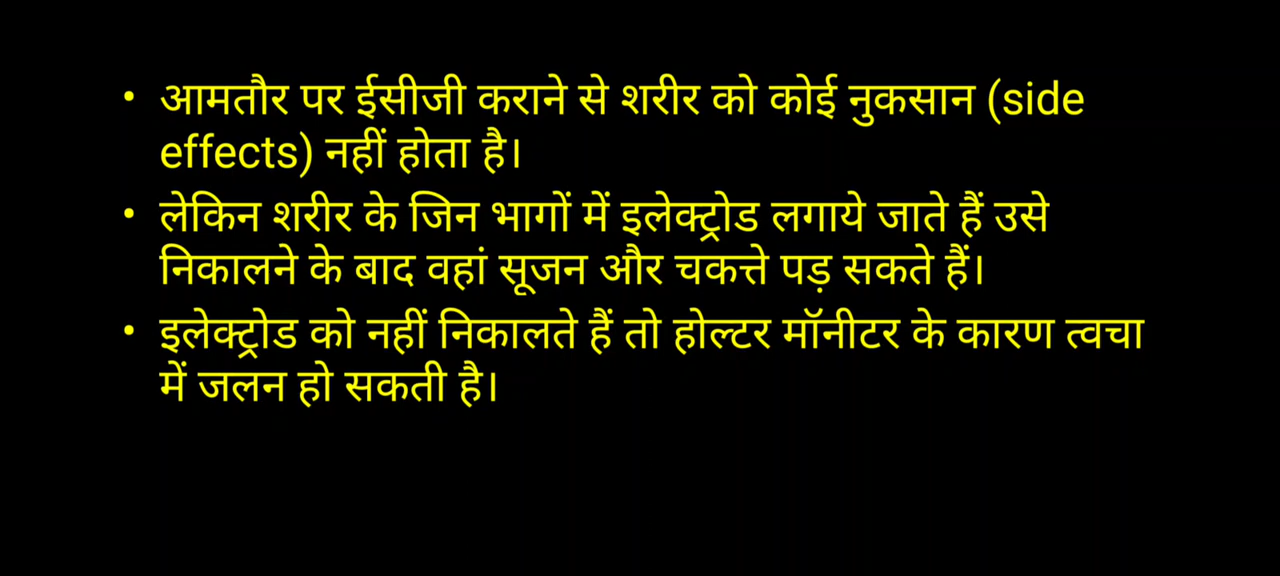 • आमतौर पर ईसीजी कराने से शरीर को कोई नुकसान (side
effects) नहीं होता है।
• लेकिन शरीर के जिन भागों में इलेक्ट्रोड लगाये जाते हैं उसे
निकालने के बाद वहां सूजन और चकत्ते पड़ सकते हैं।
• इलेक्ट्रोड को नहीं निकालते हैं तो होल्टर मॉनीटर के कारण त्वचा
में जलन हो सकती है।